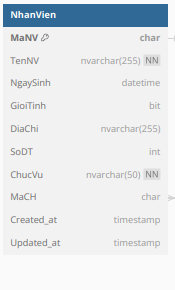 NhanVien
MaNV char
TenNV nvarchar(255) NN
NgaySinh datetime
GioiTinh bit
DiaChi nvarchar(255)
SoDT int
ChucVu nvarchar(50) NN
MaCH char
Created_at timestamp
Updated_at timestamp